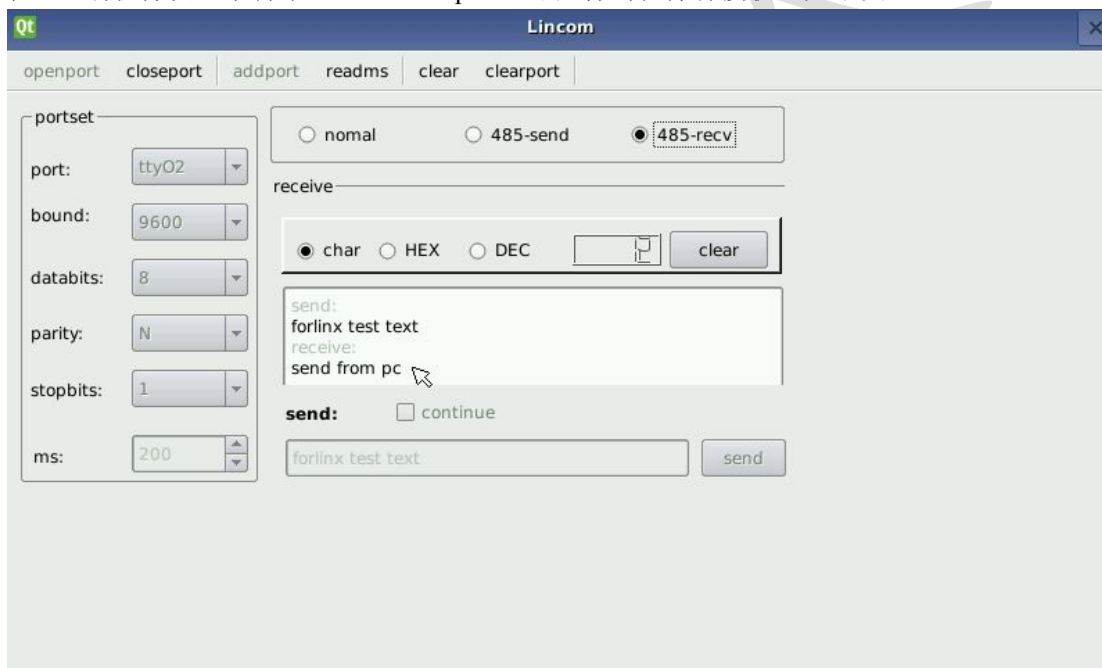 Lincom
openport closeport addport readms clear clearport
portset
port: ttyO2
bound: 9600
databits: 8
parity: N
stopbits: 1
ms: 200
nomal 485-send 485-recv
receive
char HEX DEC 12 clear
send:
forlinx test text
receive:
send from pc
send: continue
forlinx test text send